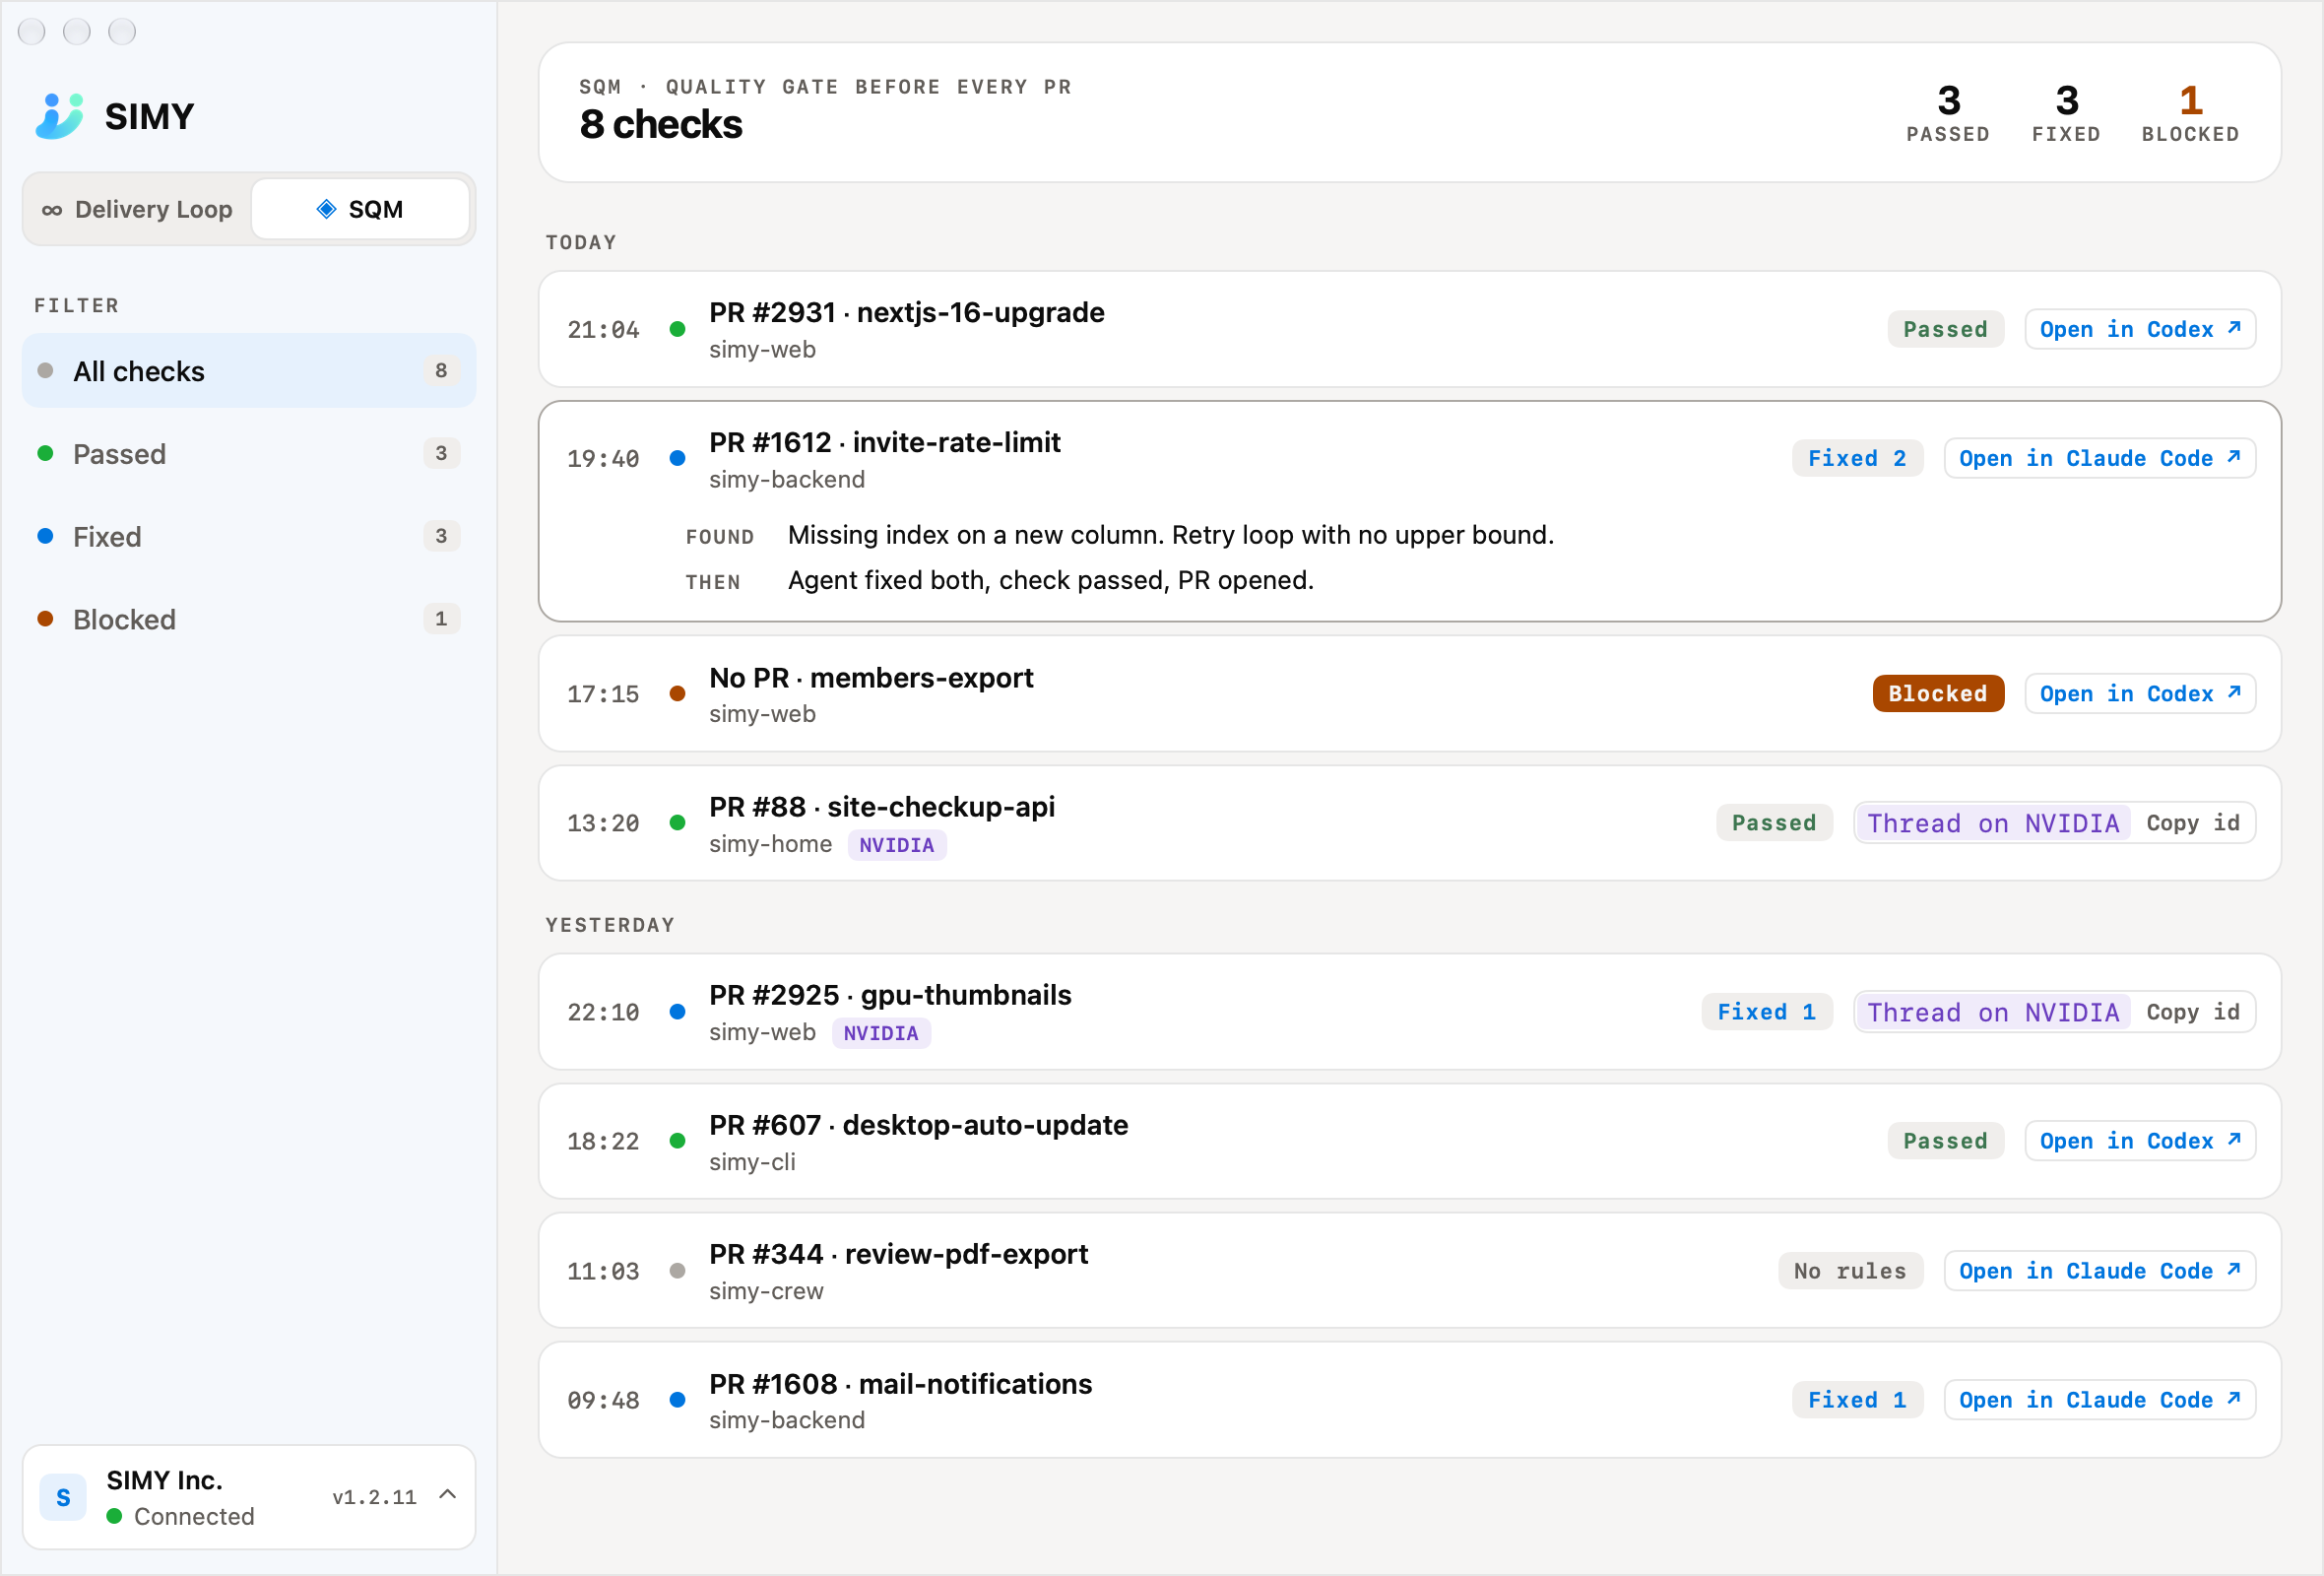 SIMY
∞ Delivery Loop
SQM
FILTER
All checks 8
Passed 3
Fixed 3
Blocked 1
S
SIMY Inc.
Connected
v1.2.11
SQM · QUALITY GATE BEFORE EVERY PR
8 checks
3 PASSED
3 FIXED
1 BLOCKED
TODAY
21:04
PR #2931 · nextjs-16-upgrade
simy-web
Passed
Open in Codex ↗
19:40
PR #1612 · invite-rate-limit
simy-backend
Fixed 2
Open in Claude Code ↗
FOUND Missing index on a new column. Retry loop with no upper bound.
THEN Agent fixed both, check passed, PR opened.
17:15
No PR · members-export
simy-web
Blocked
Open in Codex ↗
13:20
PR #88 · site-checkup-api
simy-home NVIDIA
Passed
Thread on NVIDIA Copy id
YESTERDAY
22:10
PR #2925 · gpu-thumbnails
simy-web NVIDIA
Fixed 1
Thread on NVIDIA Copy id
18:22
PR #607 · desktop-auto-update
simy-cli
Passed
Open in Codex ↗
11:03
PR #344 · review-pdf-export
simy-crew
No rules
Open in Claude Code ↗
09:48
PR #1608 · mail-notifications
simy-backend
Fixed 1
Open in Claude Code ↗